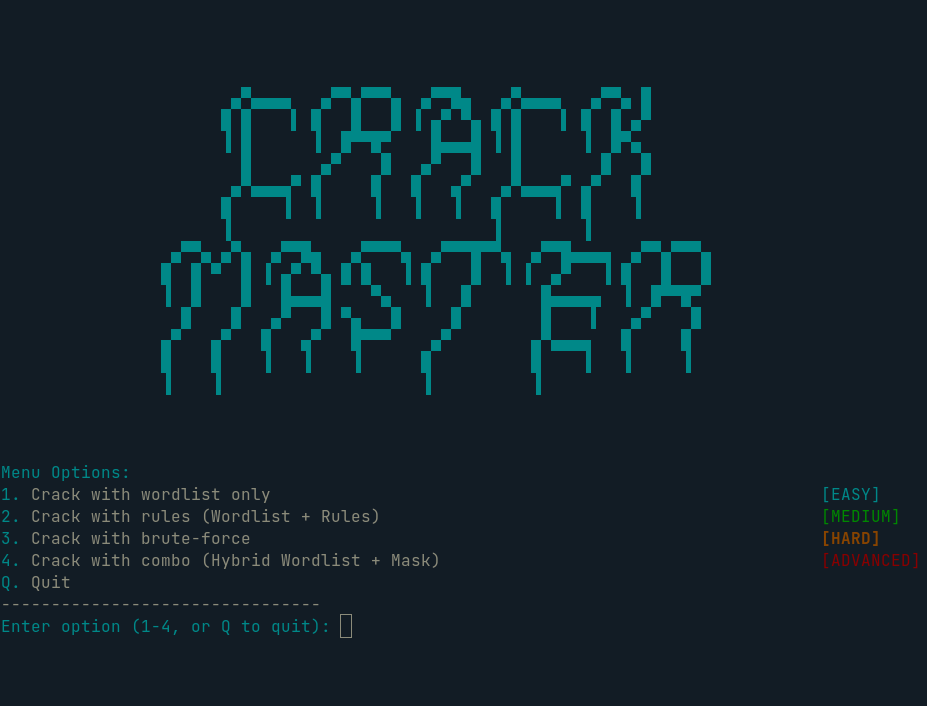 CRACK
MASTER
Menu Options:
1. Crack with wordlist only [EASY]
2. Crack with rules (Wordlist + Rules) [MEDIUM]
3. Crack with brute-force [HARD]
4. Crack with combo (Hybrid Wordlist + Mask) [ADVANCED]
Q. Quit
--------------------------------
Enter option (1-4, or Q to quit):